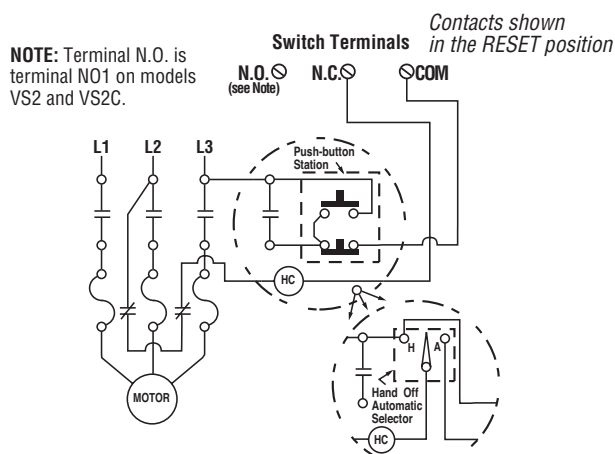 Contacts shown
in the RESET position
Switch Terminals
NOTE: Terminal N.O. is
terminal NO1 on models
VS2 and VS2C.
N.O.
(see Note)
N.C.
COM
L1
L2
L3
Push-button
Station
HC
H
A
Hand Off
Automatic
Selector
HC
MOTOR